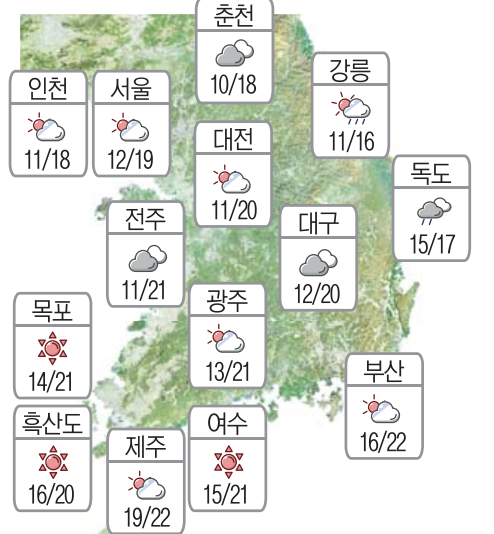 춘천
10/18
인천
11/18
서울
12/19
강릉
11/16
대전
11/20
독도
15/17
전주
11/21
대구
12/20
광주
13/21
목포
14/21
부산
16/22
흑산도
16/20
제주
19/22
여수
15/21